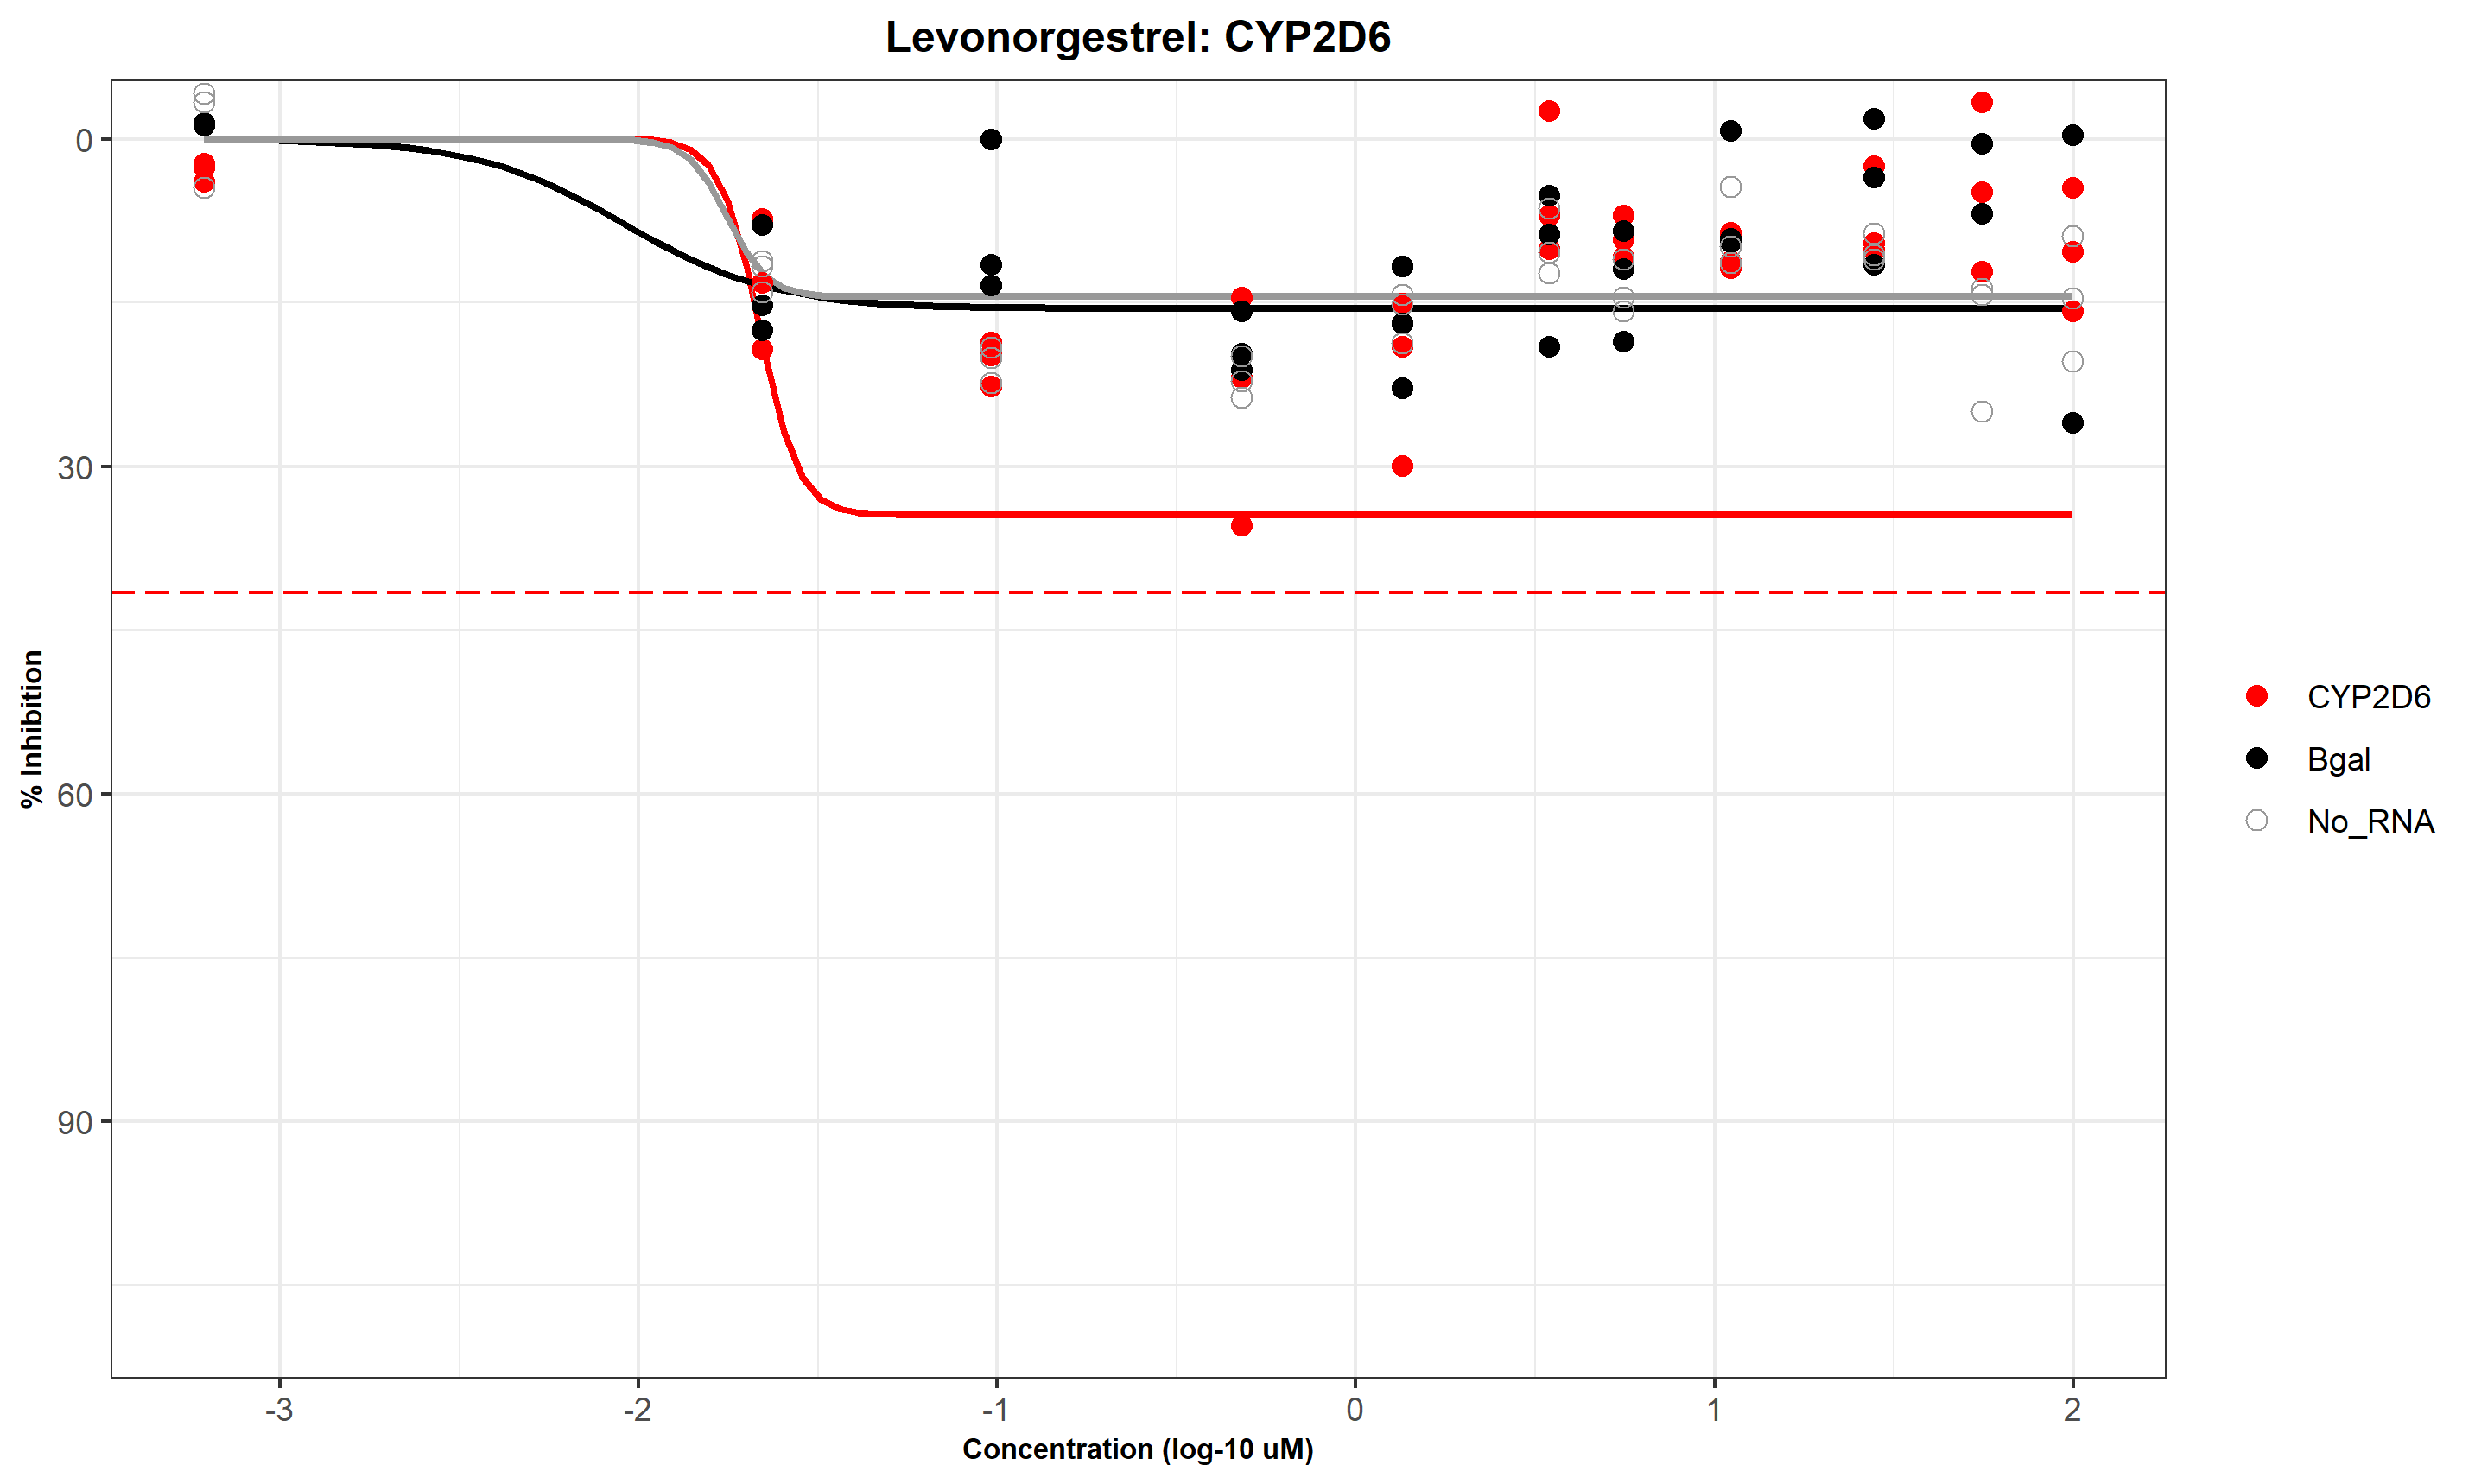 Levonorgestrel: CYP2D6
0
30
60
90
% Inhibition
-3
-2
-1
0
1
2
Concentration (log-10 uM)
CYP2D6
Bgal
No_RNA